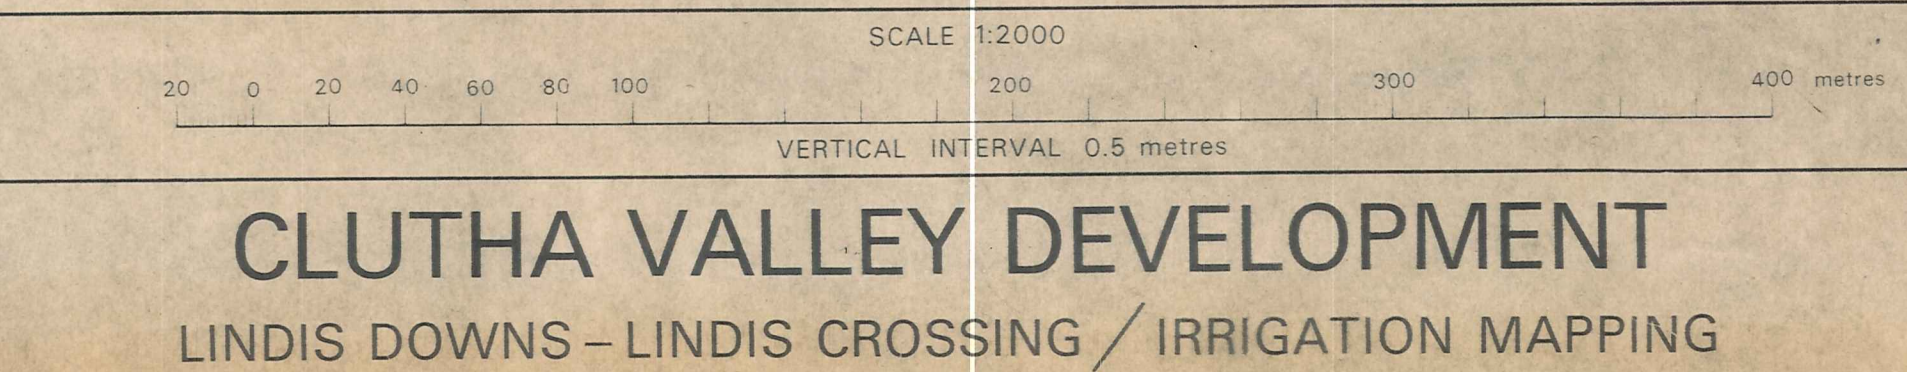 SCALE 1:2000
20 0 20 40 60 80 100 200 300 400 metres
VERTICAL INTERVAL 0.5 metres
CLUTHA VALLEY DEVELOPMENT
LINDIS DOWNS – LINDIS CROSSING / IRRIGATION MAPPING